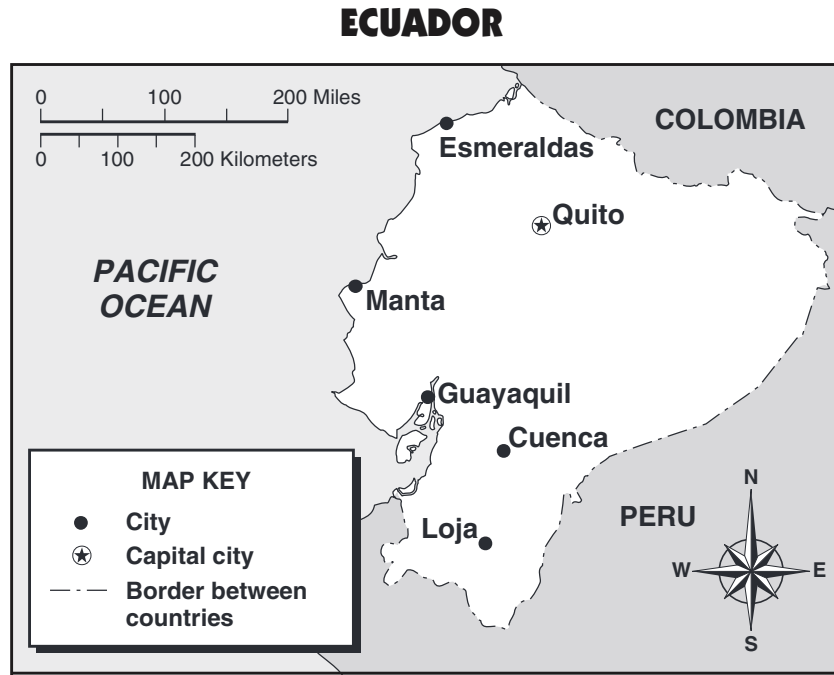 ECUADOR
0 100 200 Miles
0 100 200 Kilometers
COLOMBIA
Esmeraldas
Quito
PACIFIC
OCEAN
Manta
Guayaquil
Cuenca
Loja
PERU
MAP KEY
City
Capital city
Border between
countries
N
W E
S